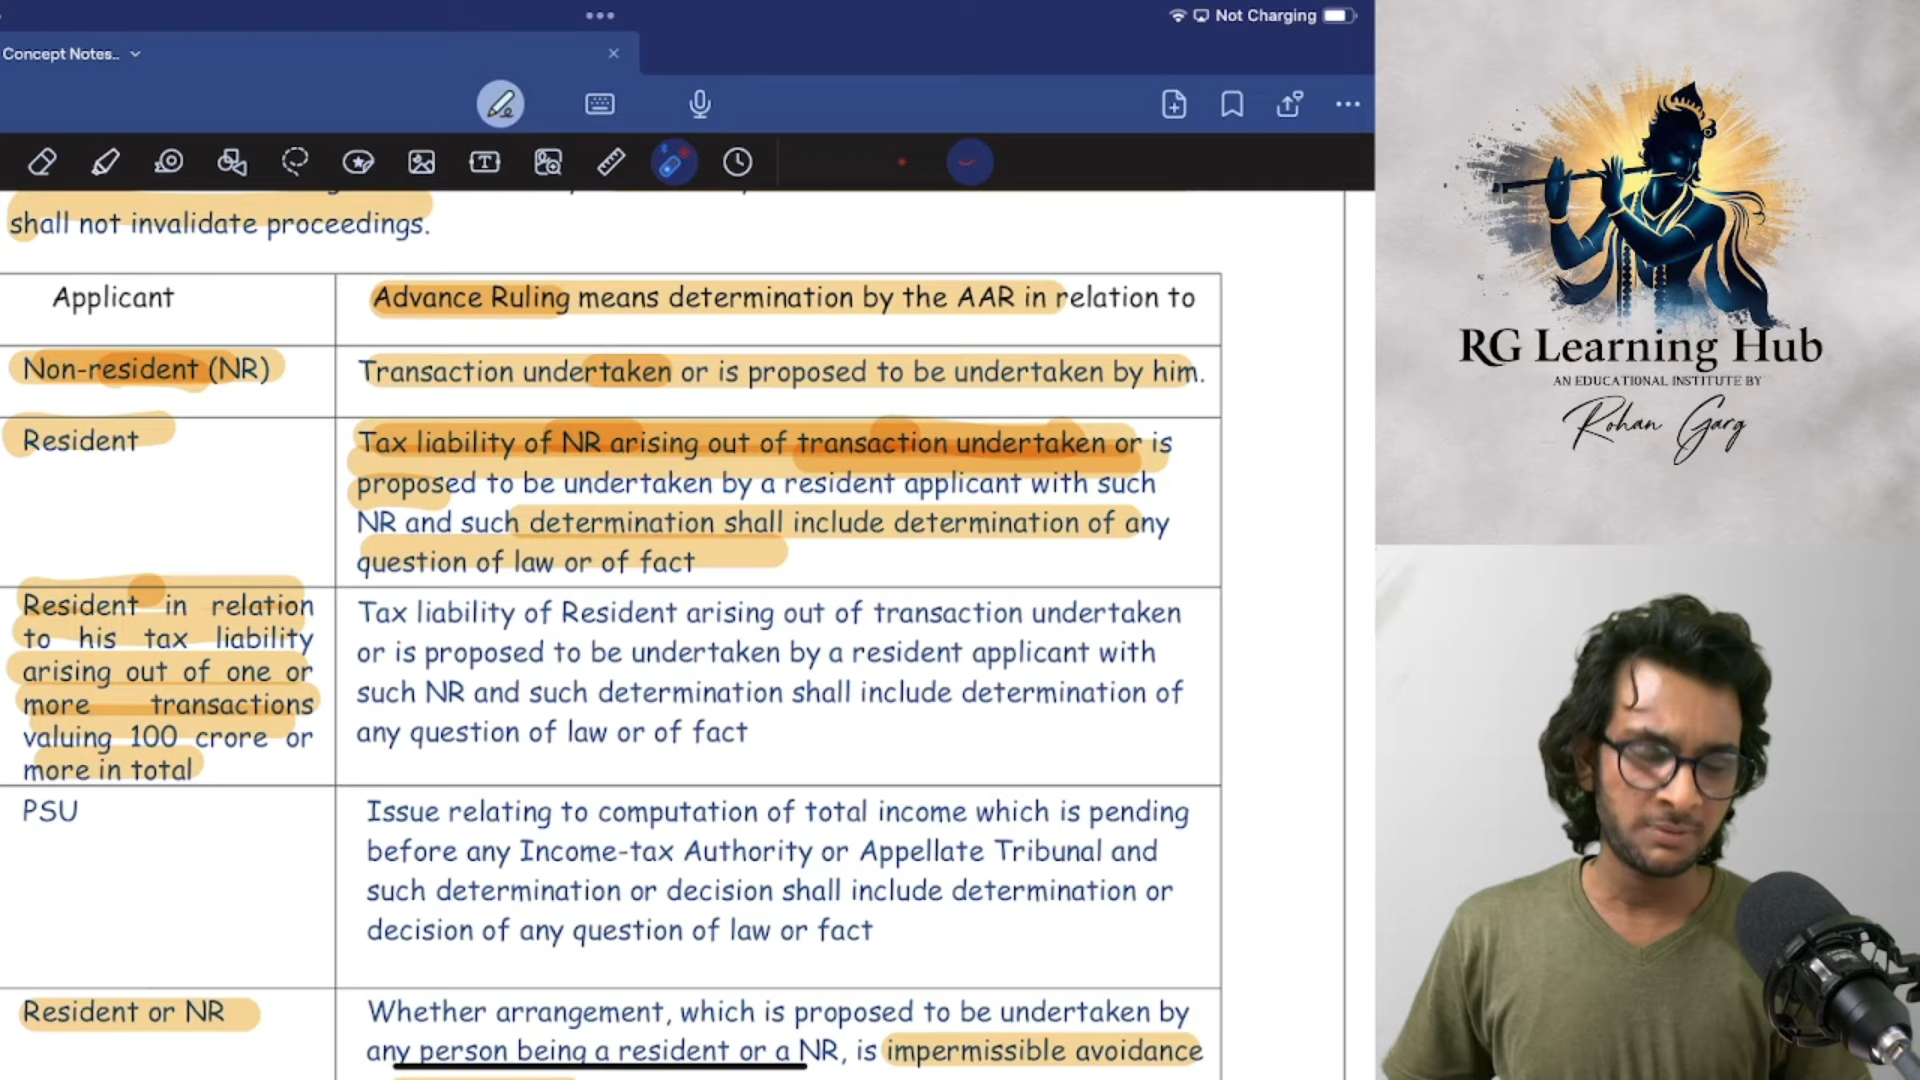 Not Charging
Concept Notes..
shall not invalidate proceedings.
Applicant
Advance Ruling means determination by the AAR in relation to
Non-resident (NR)
Transaction undertaken or is proposed to be undertaken by him.
Resident
Tax liability of NR arising out of transaction undertaken or is
proposed to be undertaken by a resident applicant with such
NR and such determination shall include determination of any
question of law or of fact
Resident in relation
to his tax liability
arising out of one or
more transactions
valuing 100 crore or
more in total
Tax liability of Resident arising out of transaction undertaken
or is proposed to be undertaken by a resident applicant with
such NR and such determination shall include determination of
any question of law or of fact
PSU
Issue relating to computation of total income which is pending
before any Income-tax Authority or Appellate Tribunal and
such determination or decision shall include determination or
decision of any question of law or fact
Resident or NR
Whether arrangement, which is proposed to be undertaken by
any person being a resident or a NR, is impermissible avoidance
RG Learning Hub
AN EDUCATIONAL INSTITUTE BY
Rohan Garg